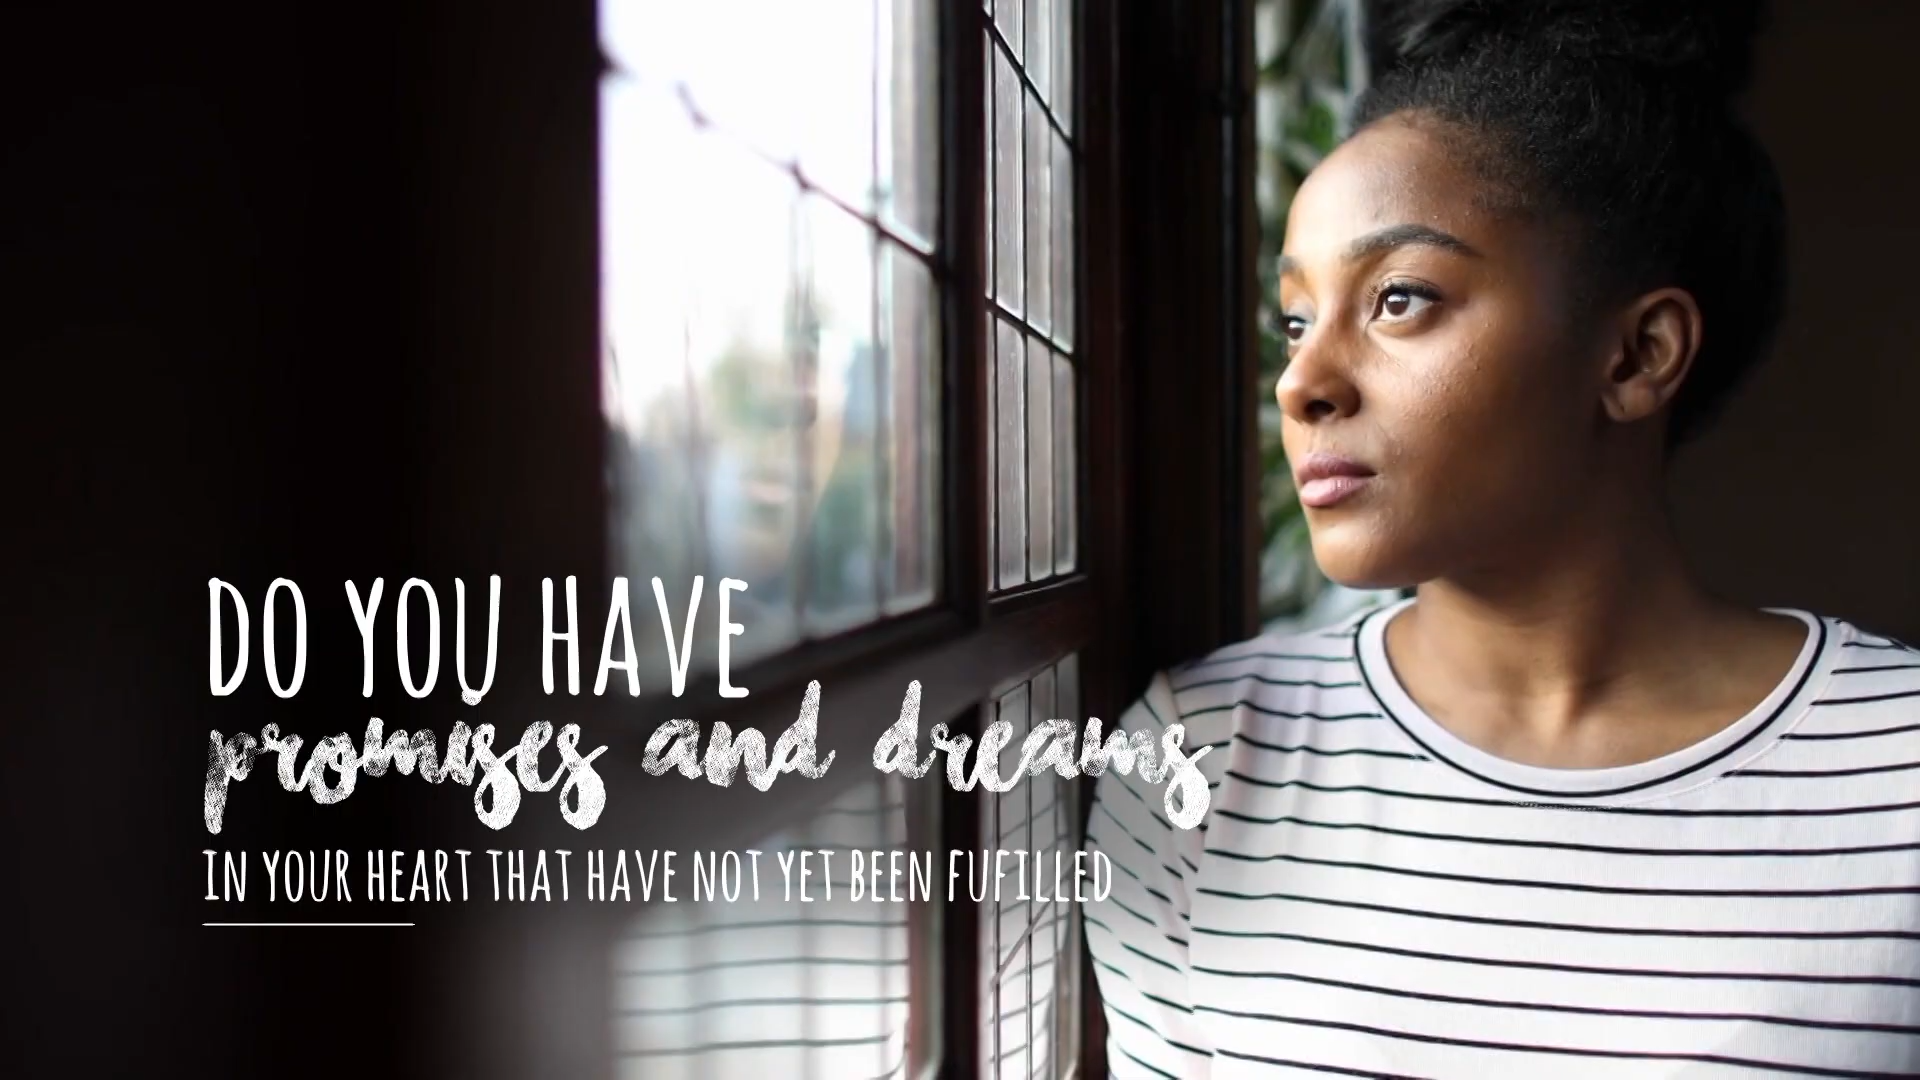 DO YOU HAVE
promises and dreams
IN YOUR HEART THAT HAVE NOT YET BEEN FUFILLED